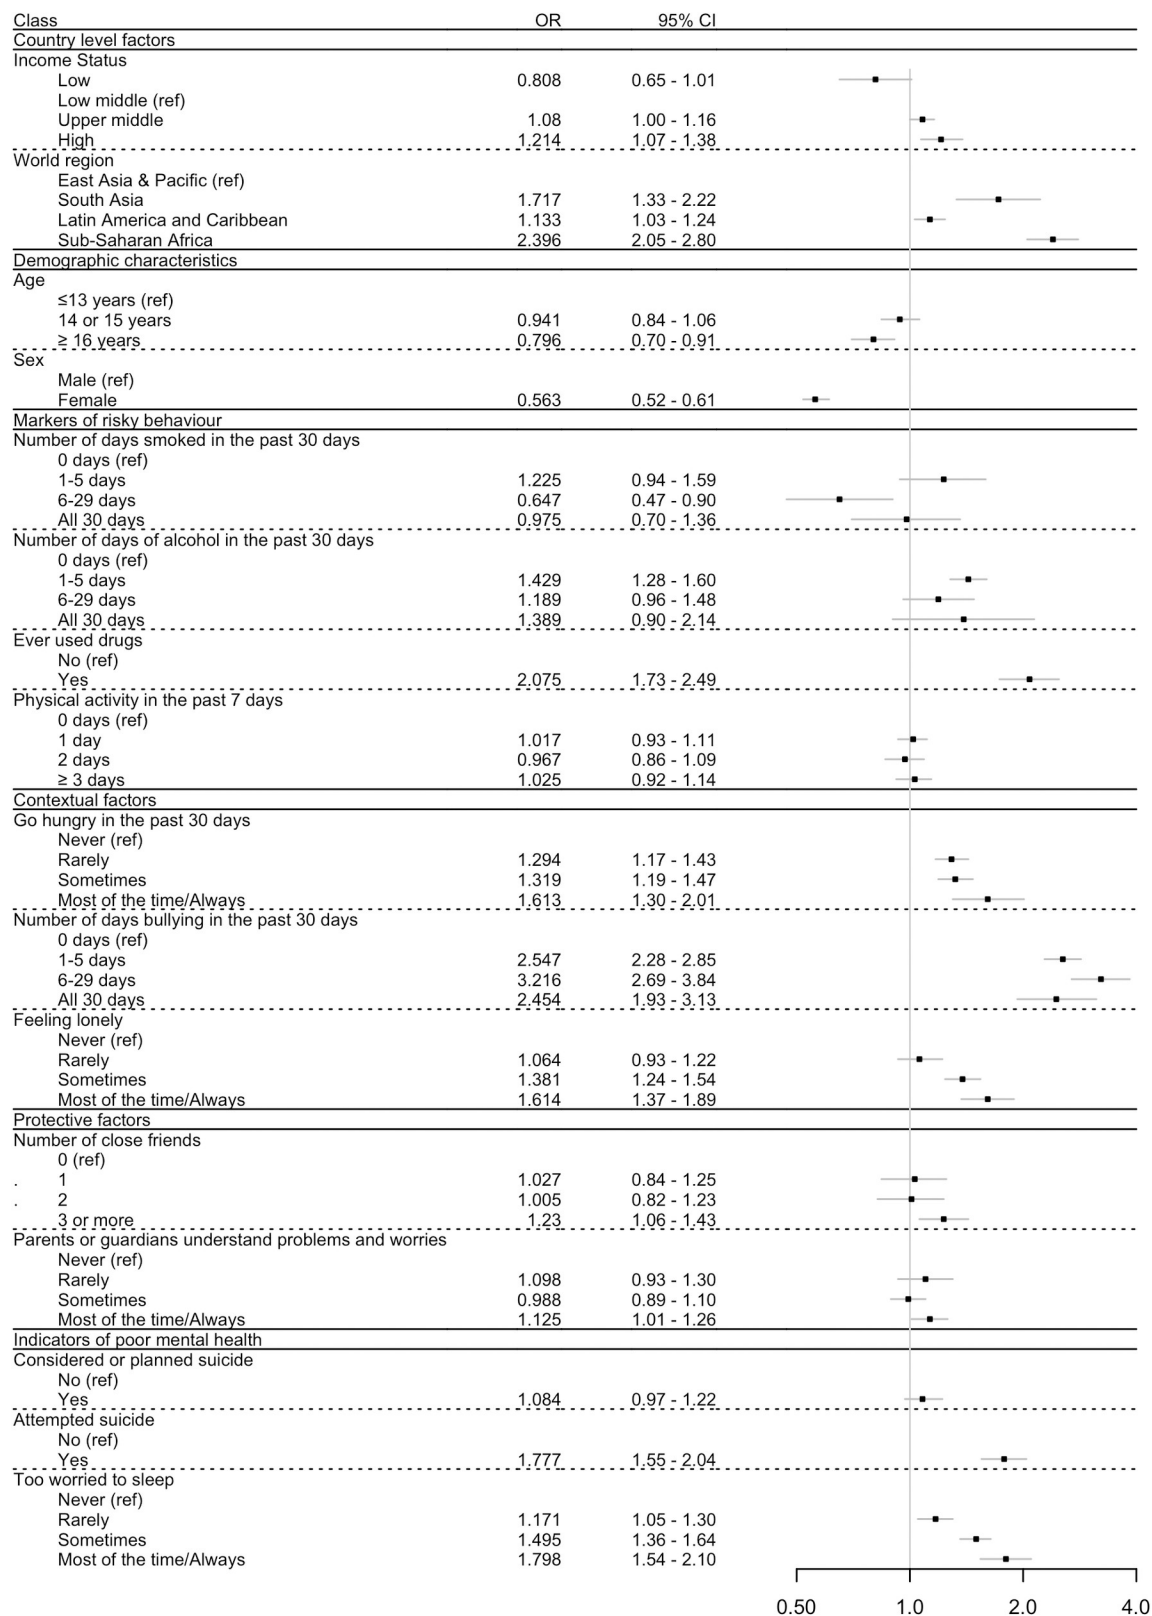 Class OR 95% CI
Country level factors
Income Status
Low 0.808 0.65 - 1.01
Low middle (ref)
Upper middle 1.08 1.00 - 1.16
High 1.214 1.07 - 1.38
World region
East Asia & Pacific (ref)
South Asia 1.717 1.33 - 2.22
Latin America and Caribbean 1.133 1.03 - 1.24
Sub-Saharan Africa 2.396 2.05 - 2.80
Demographic characteristics
Age
≤13 years (ref)
14 or 15 years 0.941 0.84 - 1.06
≥ 16 years 0.796 0.70 - 0.91
Sex
Male (ref)
Female 0.563 0.52 - 0.61
Markers of risky behaviour
Number of days smoked in the past 30 days
0 days (ref)
1-5 days 1.225 0.94 - 1.59
6-29 days 0.647 0.47 - 0.90
All 30 days 0.975 0.70 - 1.36
Number of days of alcohol in the past 30 days
0 days (ref)
1-5 days 1.429 1.28 - 1.60
6-29 days 1.189 0.96 - 1.48
All 30 days 1.389 0.90 - 2.14
Ever used drugs
No (ref)
Yes 2.075 1.73 - 2.49
Physical activity in the past 7 days
0 days (ref)
1 day 1.017 0.93 - 1.11
2 days 0.967 0.86 - 1.09
≥ 3 days 1.025 0.92 - 1.14
Contextual factors
Go hungry in the past 30 days
Never (ref)
Rarely 1.294 1.17 - 1.43
Sometimes 1.319 1.19 - 1.47
Most of the time/Always 1.613 1.30 - 2.01
Number of days bullying in the past 30 days
0 days (ref)
1-5 days 2.547 2.28 - 2.85
6-29 days 3.216 2.69 - 3.84
All 30 days 2.454 1.93 - 3.13
Feeling lonely
Never (ref)
Rarely 1.064 0.93 - 1.22
Sometimes 1.381 1.24 - 1.54
Most of the time/Always 1.614 1.37 - 1.89
Protective factors
Number of close friends
0 (ref)
. 1 1.027 0.84 - 1.25
. 2 1.005 0.82 - 1.23
3 or more 1.23 1.06 - 1.43
Parents or guardians understand problems and worries
Never (ref)
Rarely 1.098 0.93 - 1.30
Sometimes 0.988 0.89 - 1.10
Most of the time/Always 1.125 1.01 - 1.26
Indicators of poor mental health
Considered or planned suicide
No (ref)
Yes 1.084 0.97 - 1.22
Attempted suicide
No (ref)
Yes 1.777 1.55 - 2.04
Too worried to sleep
Never (ref)
Rarely 1.171 1.05 - 1.30
Sometimes 1.495 1.36 - 1.64
Most of the time/Always 1.798 1.54 - 2.10
0.50 1.0 2.0 4.0